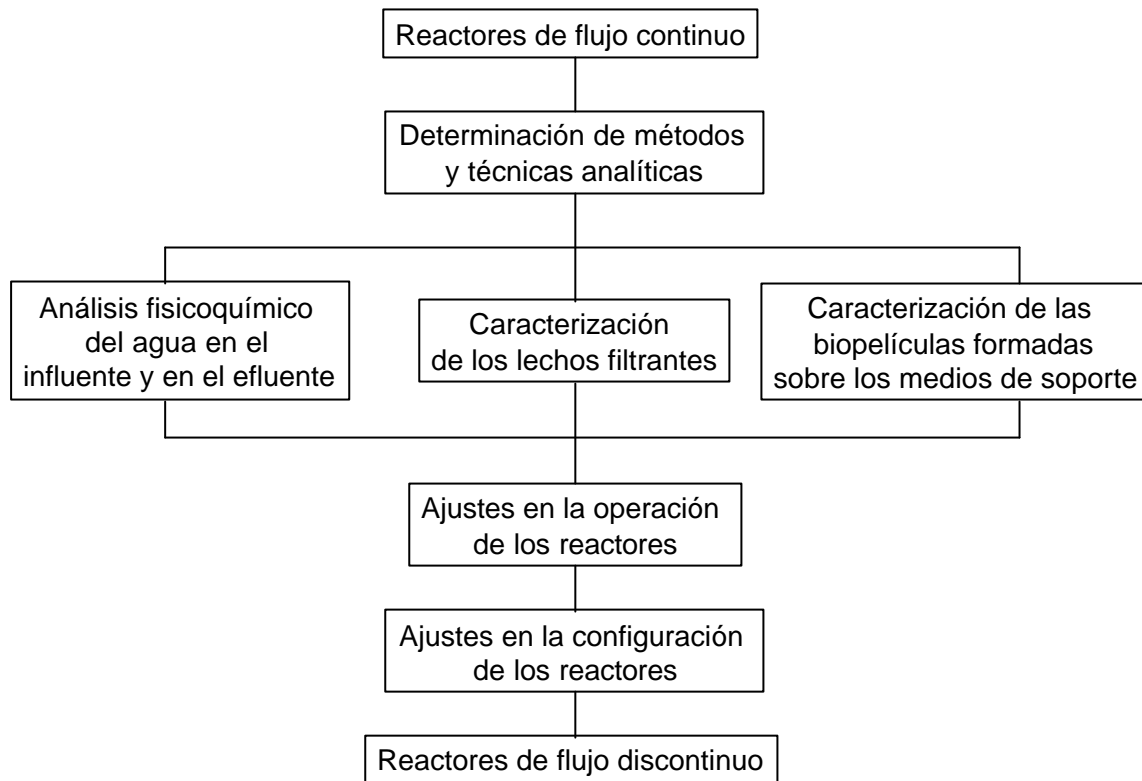 Reactores de flujo continuo
Determinación de métodos
y técnicas analíticas
Análisis fisicoquímico
del agua en el
influente y en el efluente
Caracterización
de los lechos filtrantes
Caracterización de las
biopelículas formadas
sobre los medios de soporte
Ajustes en la operación
de los reactores
Ajustes en la configuración
de los reactores
Reactores de flujo discontinuo